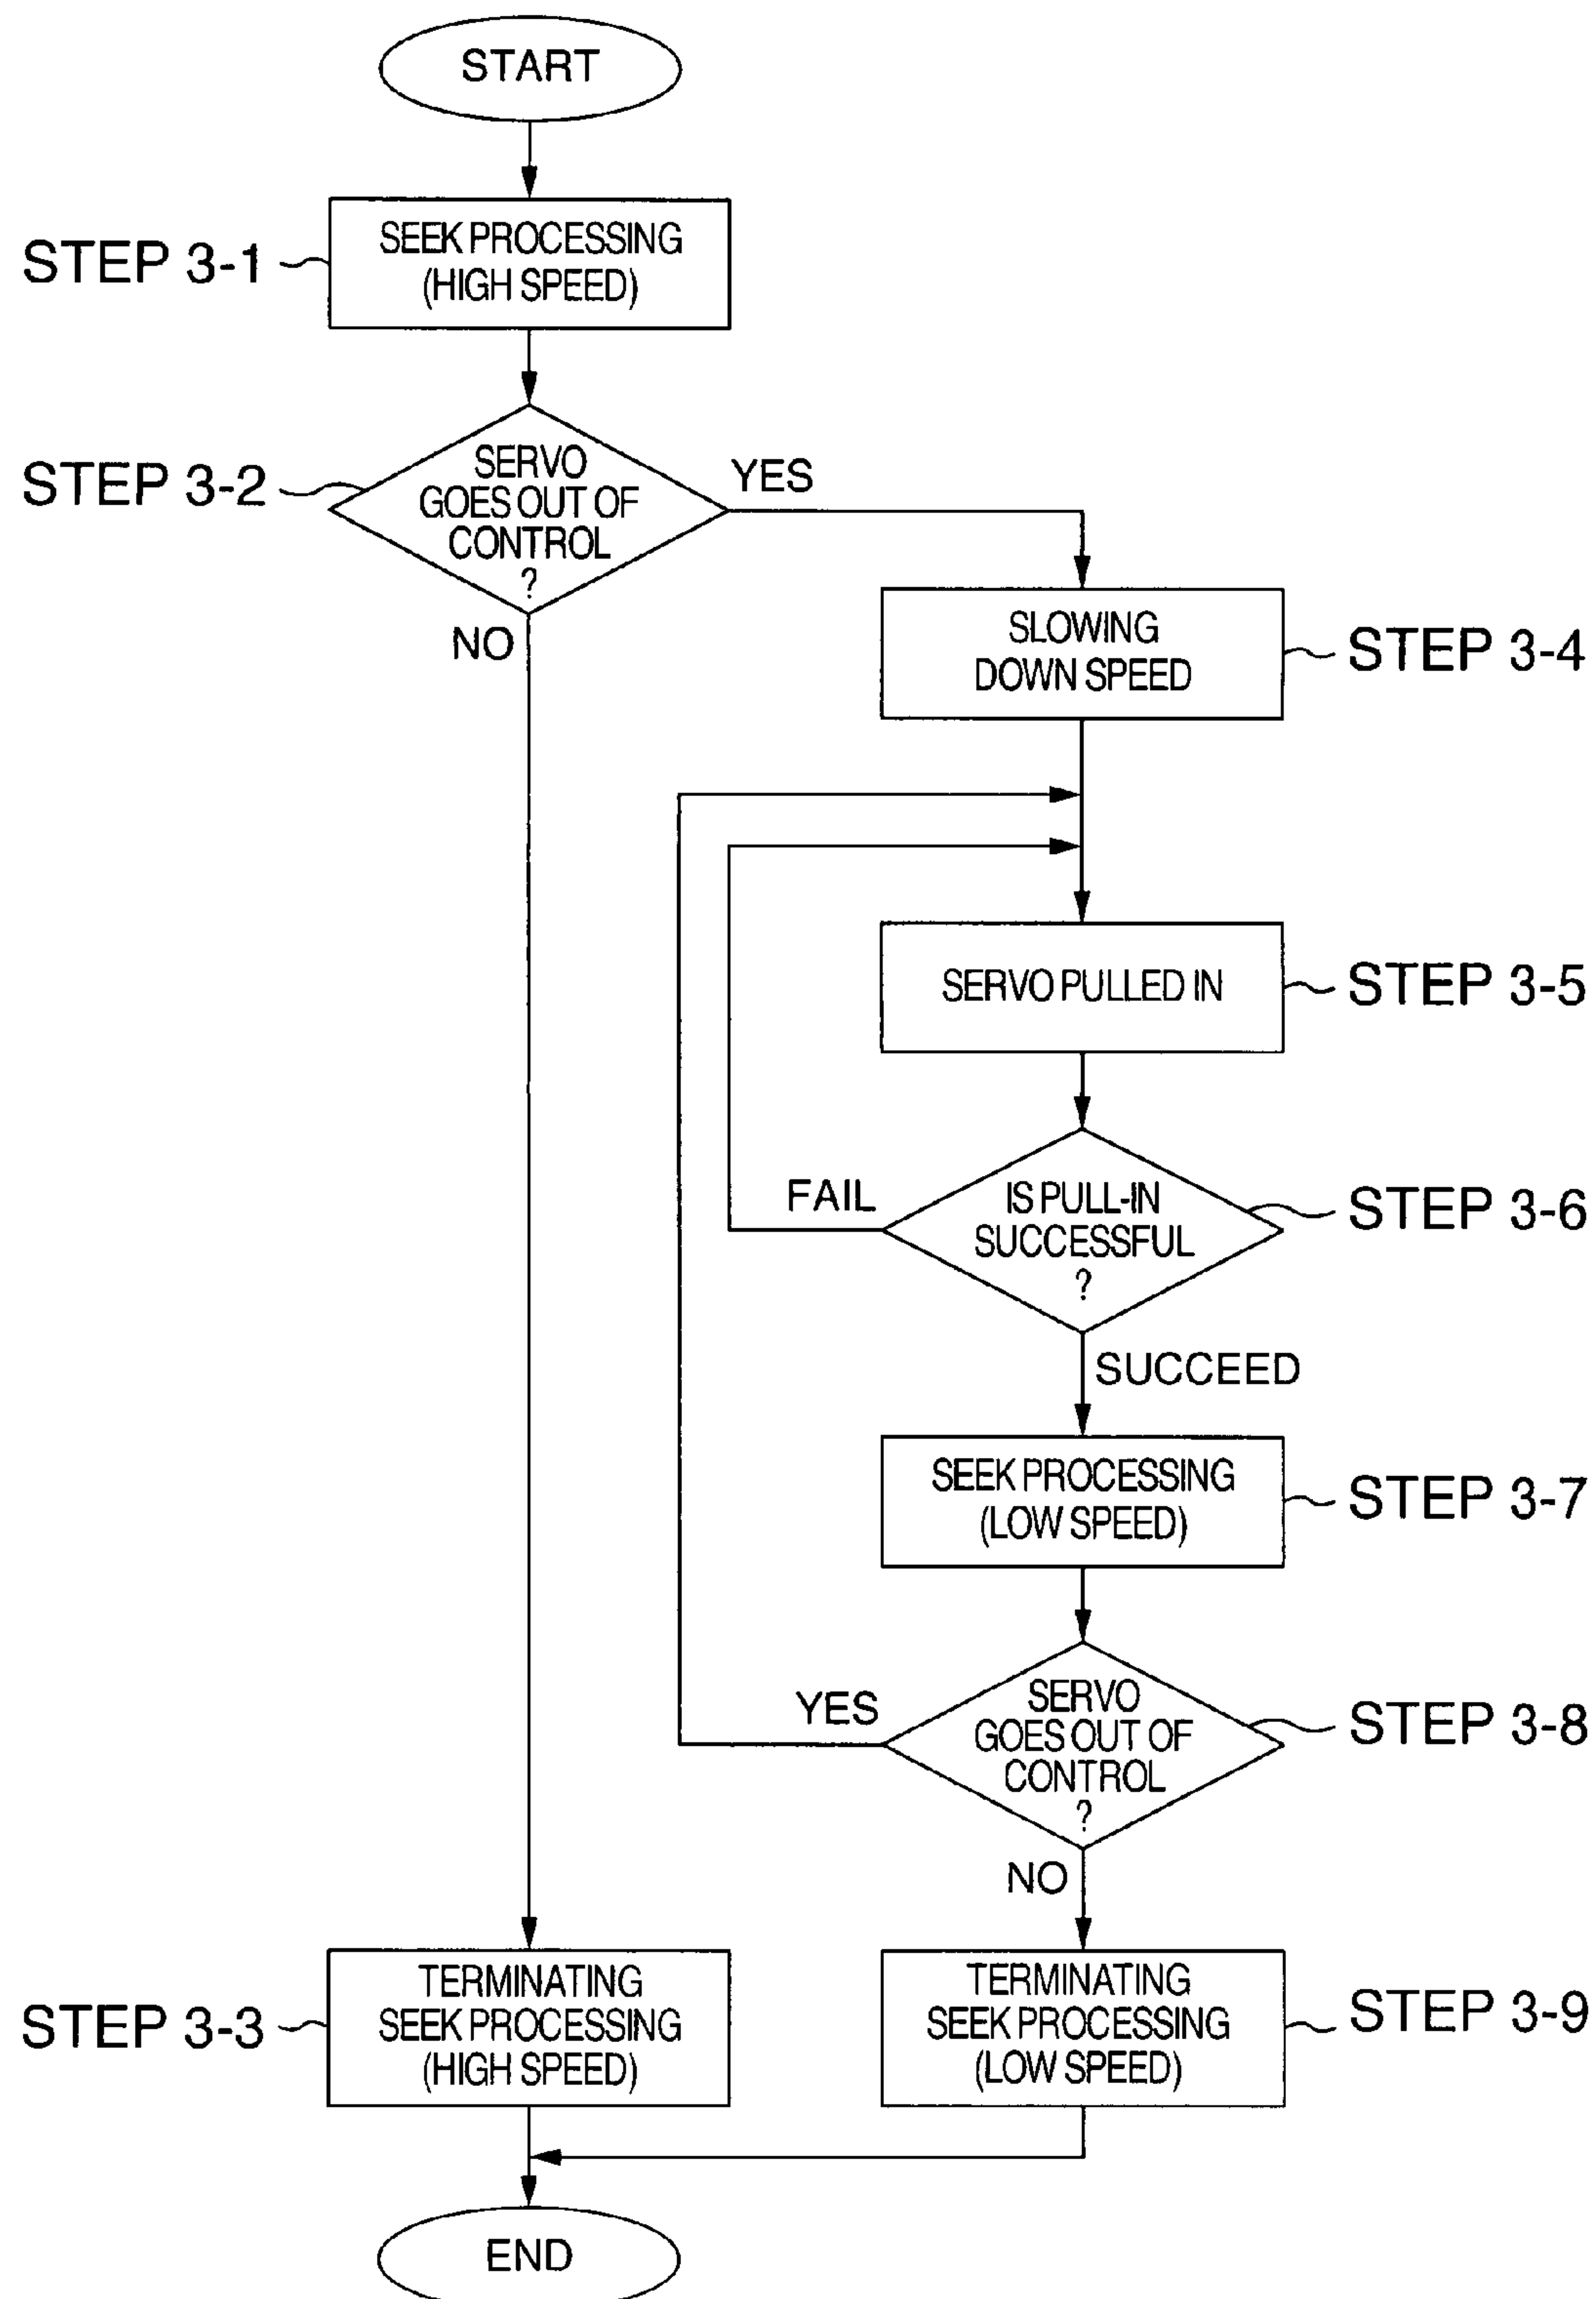 START
STEP 3-1
SEEK PROCESSING
(HIGH SPEED)
STEP 3-2
SERVO
GOES OUT OF
CONTROL
?
YES
NO
SLOWING
DOWN SPEED
STEP 3-4
SERVO PULLED IN
STEP 3-5
FAIL
IS PULL-IN
SUCCESSFUL
?
STEP 3-6
SUCCEED
SEEK PROCESSING
(LOW SPEED)
STEP 3-7
YES
SERVO
GOES OUT OF
CONTROL
?
STEP 3-8
NO
STEP 3-3
TERMINATING
SEEK PROCESSING
(HIGH SPEED)
TERMINATING
SEEK PROCESSING
(LOW SPEED)
STEP 3-9
END